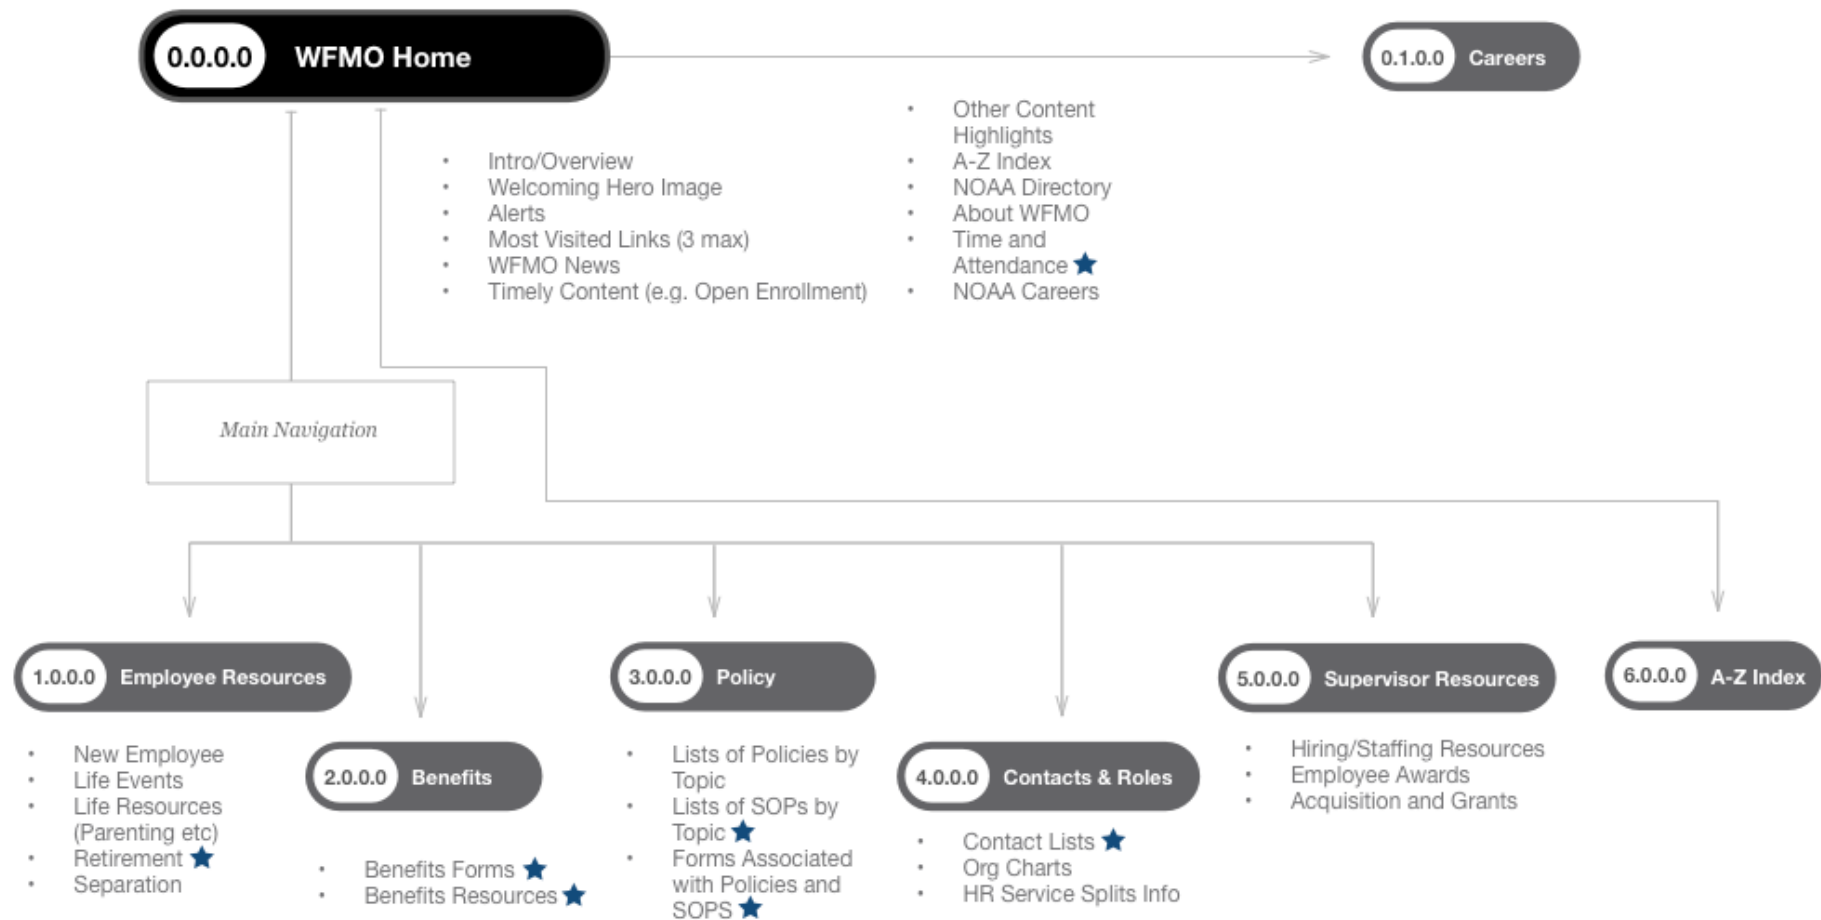 0.0.0.0 WFMO Home
0.1.0.0 Careers
• Intro/Overview
• Welcoming Hero Image
• Alerts
• Most Visited Links (3 max)
• WFMO News
• Timely Content (e.g. Open Enrollment)
• Other Content
Highlights
• A-Z Index
• NOAA Directory
• About WFMO
• Time and
Attendance ★
• NOAA Careers
Main Navigation
1.0.0.0 Employee Resources
• New Employee
• Life Events
• Life Resources
(Parenting etc)
• Retirement ★
• Separation
2.0.0.0 Benefits
• Benefits Forms ★
• Benefits Resources ★
3.0.0.0 Policy
• Lists of Policies by
Topic
• Lists of SOPs by
Topic ★
• Forms Associated
with Policies and
SOPS ★
4.0.0.0 Contacts & Roles
• Contact Lists ★
• Org Charts
• HR Service Splits Info
5.0.0.0 Supervisor Resources
• Hiring/Staffing Resources
• Employee Awards
• Acquisition and Grants
6.0.0.0 A-Z Index